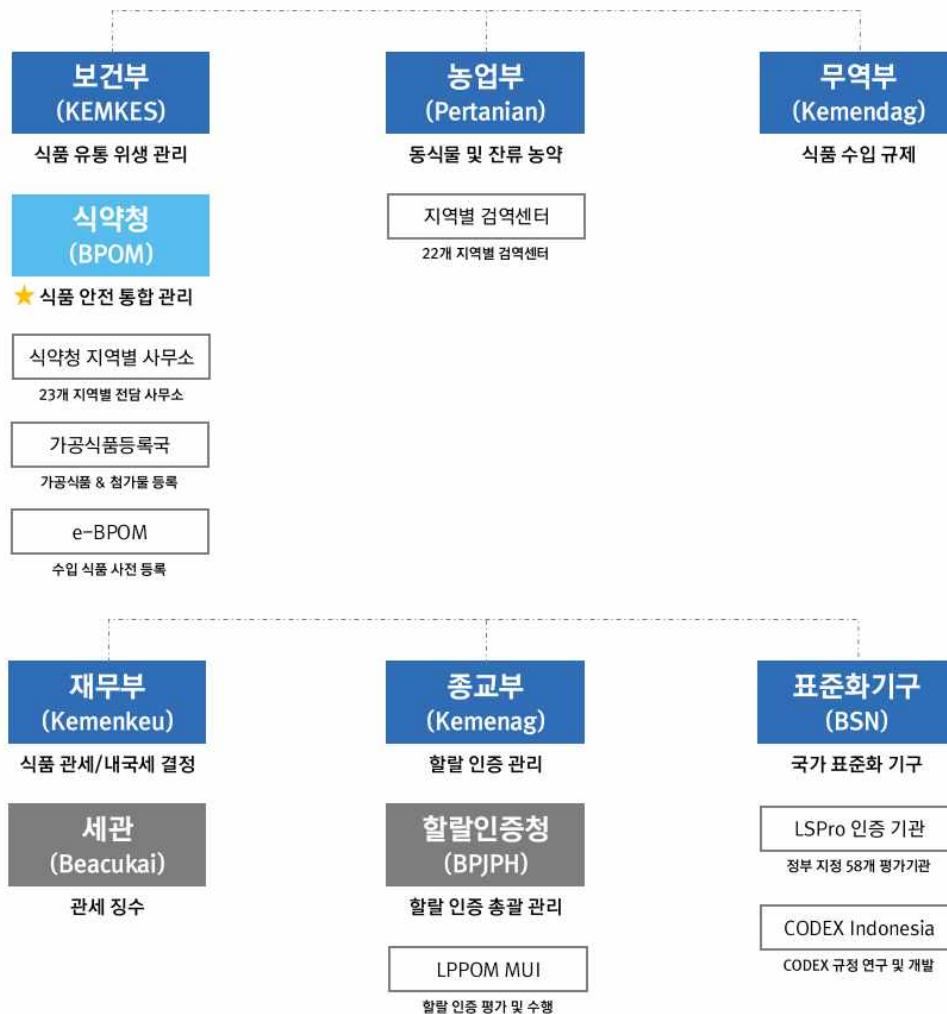 보건부
(KEMKES)
식품 유통 위생 관리
식약청
(BPOM)
★ 식품 안전 통합 관리
식약청 지역별 사무소
23개 지역별 전담 사무소
가공식품등록국
가공식품 & 첨가물 등록
e-BPOM
수입 식품 사전 등록
농업부
(Pertanian)
동식물 및 잔류 농약
지역별 검역센터
22개 지역별 검역센터
무역부
(Kemendag)
식품 수입 규제
재무부
(Kemenkeu)
식품 관세/내국세 결정
세관
(Beacukai)
관세 징수
종교부
(Kemenag)
할랄 인증 관리
할랄인증청
(BPJPH)
할랄 인증 총괄 관리
LPPOM MUI
할랄 인증 평가 및 수행
표준화기구
(BSN)
국가 표준화 기구
LSPro 인증 기관
정부 지정 58개 평가기관
CODEX Indonesia
CODEX 규정 연구 및 개발